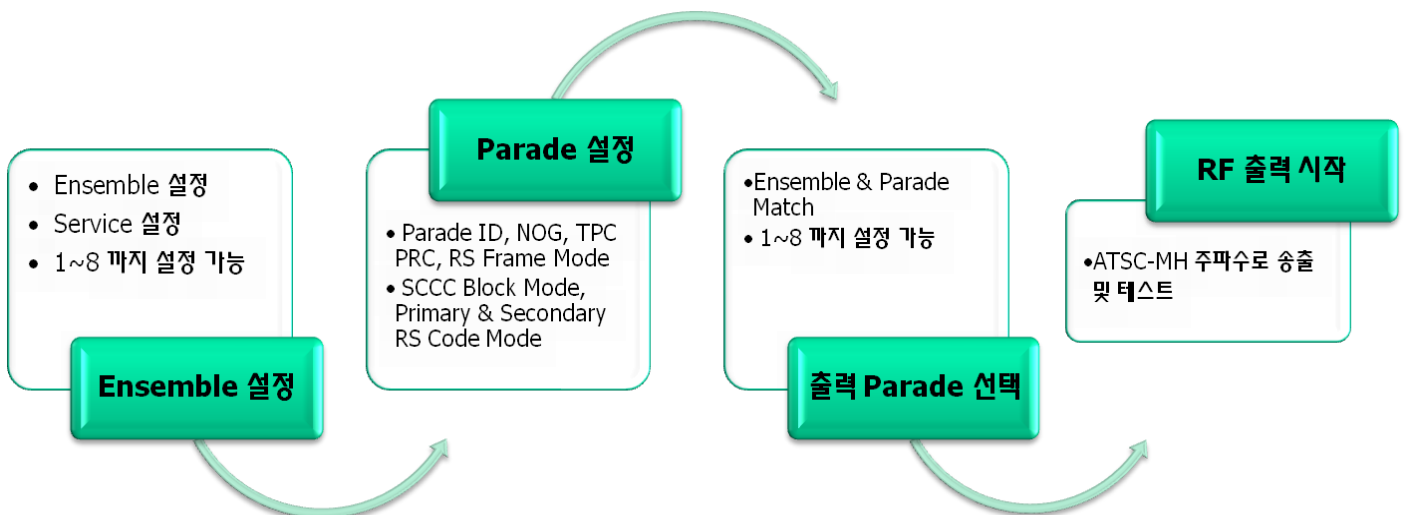 • Ensemble 설정
• Service 설정
• 1~8 까지 설정 가능
Ensemble 설정
Parade 설정
• Parade ID, NOG, TPC
PRC, RS Frame Mode
• SCCC Block Mode,
Primary & Secondary
RS Code Mode
•Ensemble & Parade
Match
• 1~8 까지 설정 가능
출력 Parade 선택
RF 출력 시작
•ATSC-MH 주파수로 송출
및 테스트